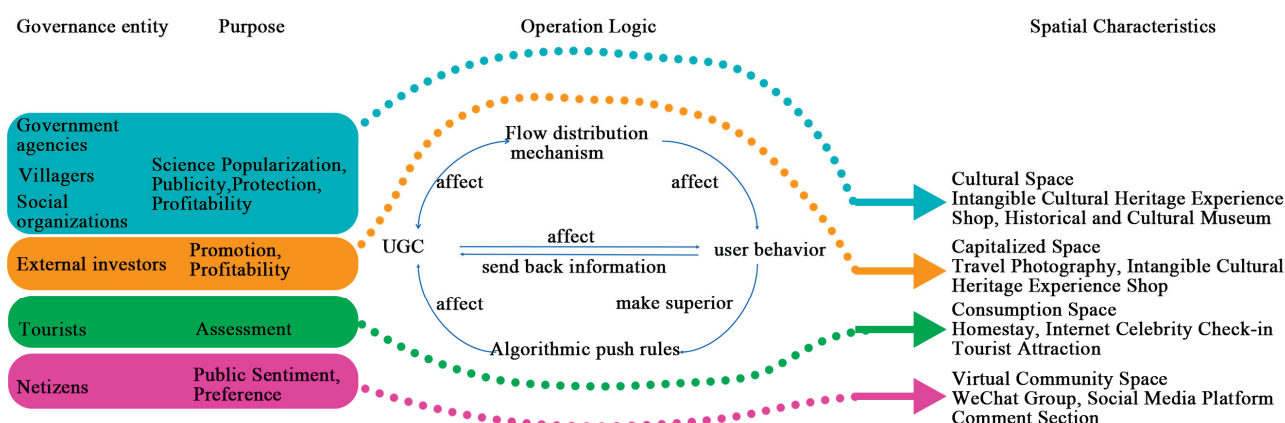 Governance entity
Purpose
Operation Logic
Spatial Characteristics
Government
agencies
Villagers
Social
organizations
Science Popularization,
Publicity,Protection,
Profitability
External investors
Promotion,
Profitability
Tourists
Assessment
Netizens
Public Sentiment,
Preference
Flow distribution
mechanism
affect
affect
UGC
affect
send back information
user behavior
affect
make superior
Algorithmic push rules
Cultural Space
Intangible Cultural Heritage Experience
Shop, Historical and Cultural Museum
Capitalized Space
Travel Photography, Intangible Cultural
Heritage Experience Shop
Consumption Space
Homestay, Internet Celebrity Check-in
Tourist Attraction
Virtual Community Space
WeChat Group, Social Media Platform
Comment Section